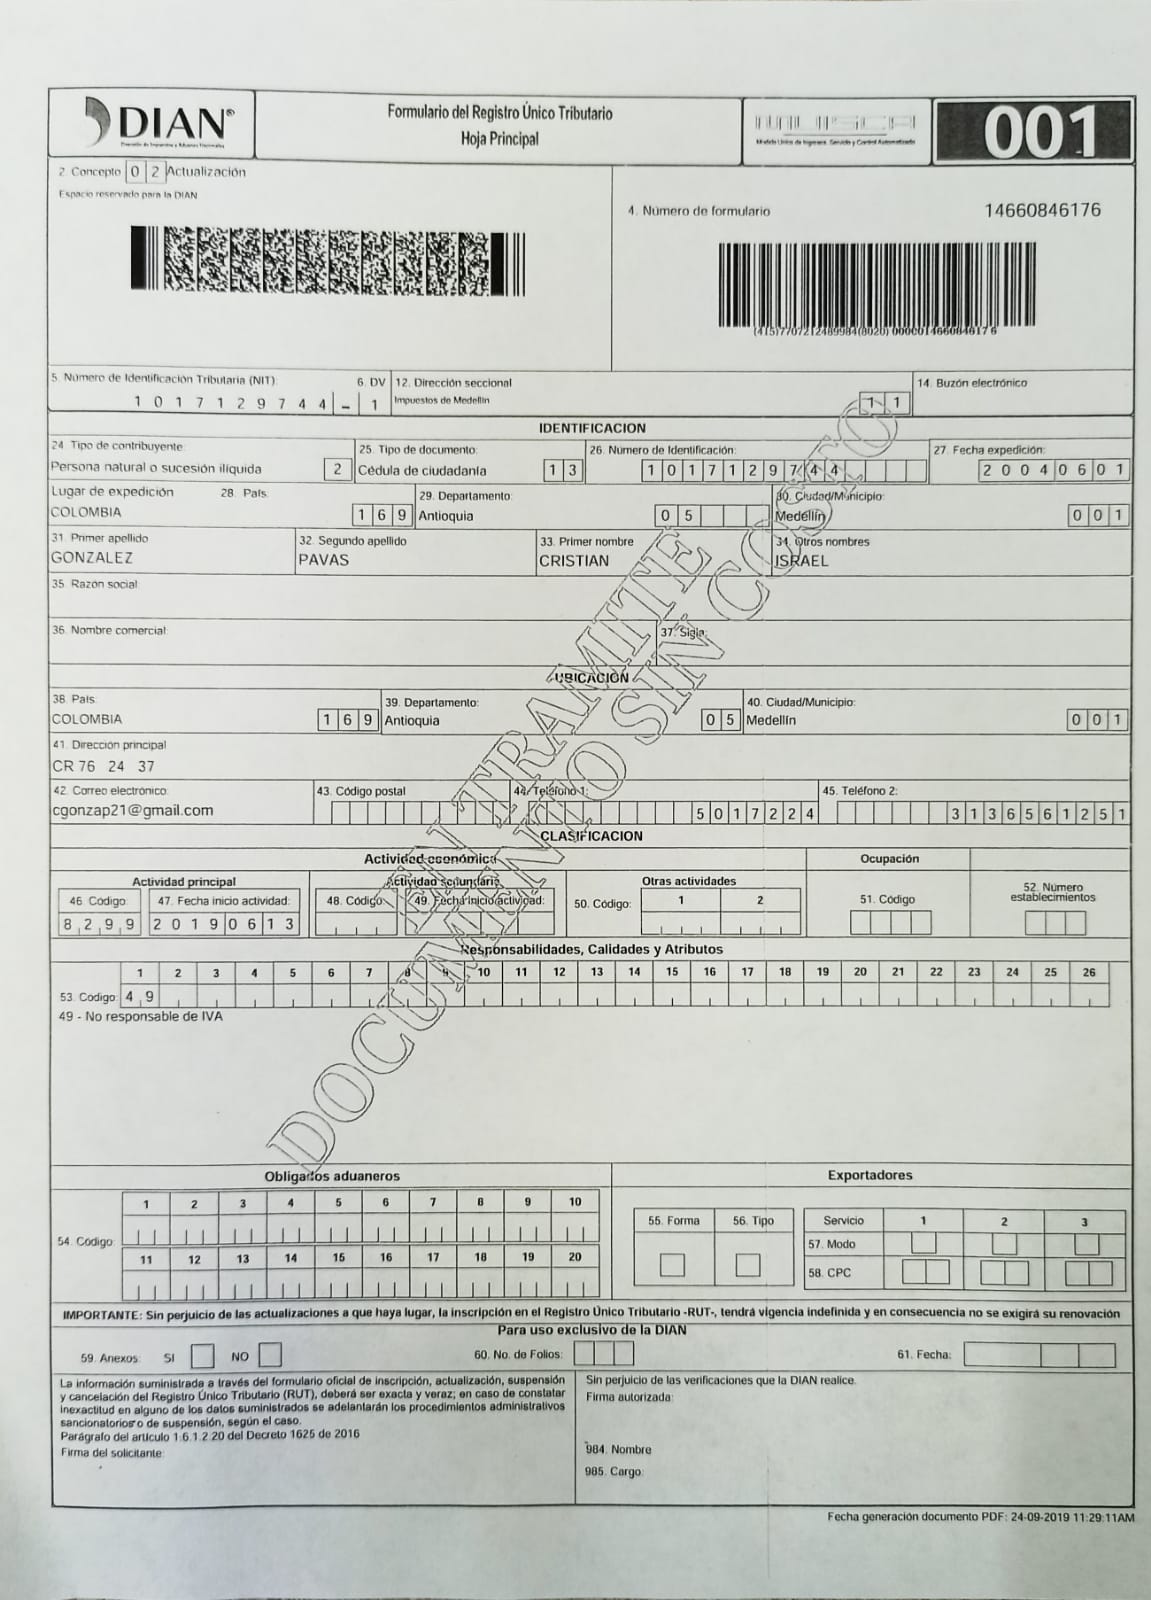 DIAN®
Dirección de Impuestos y Aduanas Nacionales
Formulario del Registro Único Tributario
Hoja Principal
Modelo Único de Ingresos, Servicio y Control Automatizado
001
2. Concepto 0 2 Actualización
Espacio reservado para la DIAN
4. Número de formulario 14660846176
(415)7707212489984(8020) 000001466084617 6
5. Número de Identificación Tributaria (NIT): 6. DV 12. Dirección seccional 14. Buzón electrónico
1 0 1 7 1 2 9 7 4 4 - 1 Impuestos de Medellín 1 1
IDENTIFICACION
24. Tipo de contribuyente: 25. Tipo de documento: 26. Número de Identificación: 27. Fecha expedición:
Persona natural o sucesión ilíquida 2 Cédula de ciudadanía 1 3 1 0 1 7 1 2 9 7 4 4 2 0 0 4 0 6 0 1
Lugar de expedición 28. País: 29. Departamento: 30. Ciudad/Municipio:
COLOMBIA 1 6 9 Antioquia 0 5 Medellín 0 0 1
31. Primer apellido 32. Segundo apellido 33. Primer nombre 34. Otros nombres
GONZALEZ PAVAS CRISTIAN ISRAEL
35. Razón social:
36. Nombre comercial: 37. Sigla:
UBICACIÓN
38. País: 39. Departamento: 40. Ciudad/Municipio:
COLOMBIA 1 6 9 Antioquia 0 5 Medellín 0 0 1
41. Dirección principal
CR 76 24 37
42. Correo electrónico: 43. Código postal 44. Teléfono 1: 45. Teléfono 2:
cgonzap21@gmail.com 5 0 1 7 2 2 4 3 1 3 6 5 6 1 2 5 1
CLASIFICACION
Actividad económica Ocupación
Actividad principal Actividad secundaria Otras actividades 52. Número establecimientos
46. Código: 47. Fecha inicio actividad: 48. Código: 49. Fecha inicio actividad: 50. Código: 1 2 51. Código
8 2 9 9 2 0 1 9 0 6 1 3
Responsabilidades, Calidades y Atributos
1 2 3 4 5 6 7 8 9 10 11 12 13 14 15 16 17 18 19 20 21 22 23 24 25 26
53. Código: 4 9
49 - No responsable de IVA
DOCUMENTO SIN COSTO
EN TRAMITE
Obligados aduaneros Exportadores
1 2 3 4 5 6 7 8 9 10
55. Forma 56. Tipo Servicio 1 2 3
54. Código: 57. Modo
11 12 13 14 15 16 17 18 19 20
58. CPC
IMPORTANTE: Sin perjuicio de las actualizaciones a que haya lugar, la inscripción en el Registro Único Tributario -RUT-, tendrá vigencia indefinida y en consecuencia no se exigirá su renovación
Para uso exclusivo de la DIAN
59. Anexos: SI NO 60. No. de Folios: 61. Fecha:
La información suministrada a través del formulario oficial de inscripción, actualización, suspensión
y cancelación del Registro Único Tributario (RUT), deberá ser exacta y veraz; en caso de constatar
inexactitud en alguno de los datos suministrados se adelantarán los procedimientos administrativos
sancionatorios o de suspensión, según el caso.
Parágrafo del artículo 1.6.1.2.20 del Decreto 1625 de 2016
Firma del solicitante:
Sin perjuicio de las verificaciones que la DIAN realice.
Firma autorizada:
984. Nombre
985. Cargo:
Fecha generación documento PDF: 24-09-2019 11:29:11AM